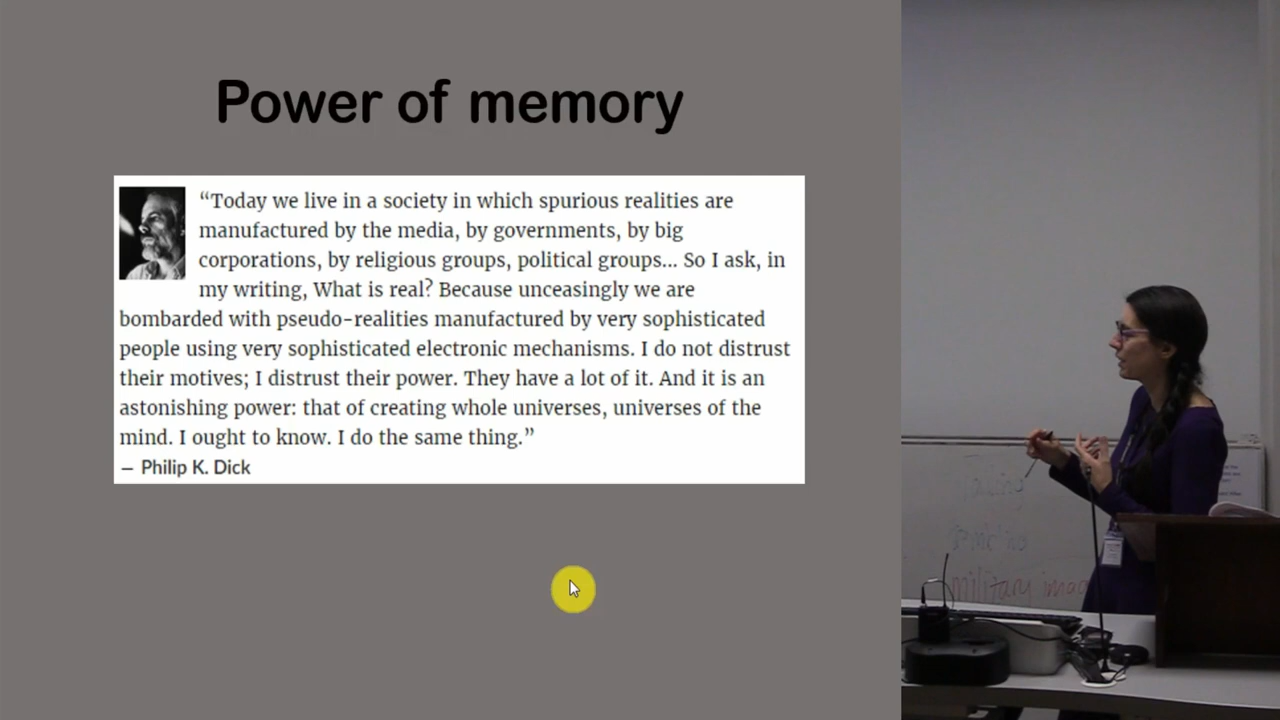 Power of memory
“Today we live in a society in which spurious realities are
manufactured by the media, by governments, by big
corporations, by religious groups, political groups... So I ask, in
my writing, What is real? Because unceasingly we are
bombarded with pseudo-realities manufactured by very sophisticated
people using very sophisticated electronic mechanisms. I do not distrust
their motives; I distrust their power. They have a lot of it. And it is an
astonishing power: that of creating whole universes, universes of the
mind. I ought to know. I do the same thing.”
― Philip K. Dick
military